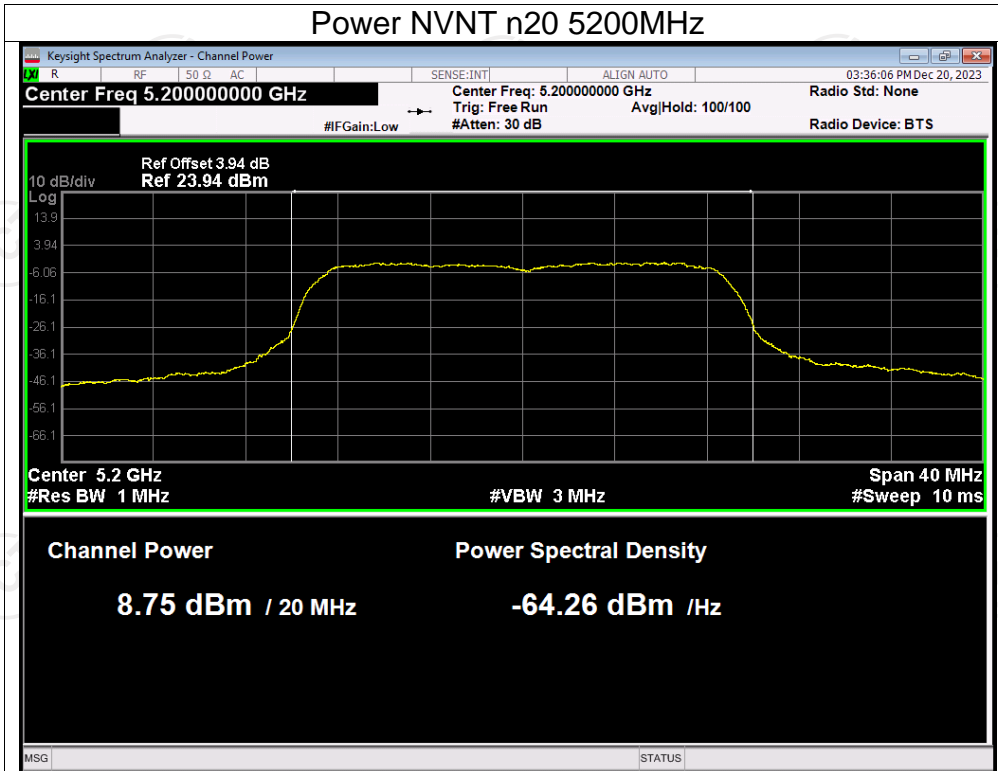 Power NVNT n20 5200MHz
Keysight Spectrum Analyzer - Channel Power
LXI R RF 50 Ω AC SENSE:INT ALIGN AUTO 03:36:06 PM Dec 20, 2023
Center Freq 5.200000000 GHz Center Freq: 5.200000000 GHz Radio Std: None
Trig: Free Run Avg|Hold: 100/100
#IFGain:Low #Atten: 30 dB Radio Device: BTS
Ref Offset 3.94 dB
10 dB/div Ref 23.94 dBm
Log
13.9
3.94
-6.06
-16.1
-26.1
-36.1
-46.1
-56.1
-66.1
Center 5.2 GHz Span 40 MHz
#Res BW 1 MHz #VBW 3 MHz #Sweep 10 ms
Channel Power Power Spectral Density
8.75 dBm / 20 MHz -64.26 dBm /Hz
MSG STATUS